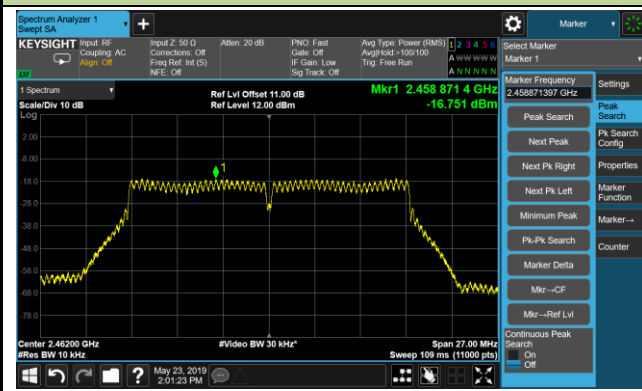 Spectrum Analyzer 1
Swept SA
Marker
KEYSIGHT
Input: RF
Coupling: AC
Align: Off
Input Z: 50 Ω
Corrections: Off
Freq Ref: Int (S)
NFE: Off
Atten: 20 dB
PNO: Fast
Gate: Off
IF Gain: Low
Sig Track: Off
Avg Type: Power (RMS)
Avg|Hold:>100/100
Trig: Free Run
1 2 3 4 5 6
A W W W W W
A N N N N N
Select Marker
Marker 1
1 Spectrum
Scale/Div 10 dB
Log
Ref Lvl Offset 11.00 dB
Ref Level 12.00 dBm
Mkr1 2.458 871 4 GHz
-16.751 dBm
2.00
-8.00
-18.0
-28.0
-38.0
-48.0
-58.0
-68.0
-78.0
1
Center 2.46200 GHz
#Res BW 10 kHz
#Video BW 30 kHz*
Span 27.00 MHz
Sweep 109 ms (11000 pts)
Marker Frequency
2.458871397 GHz
Peak Search
Next Peak
Next Pk Right
Next Pk Left
Minimum Peak
Pk-Pk Search
Marker Delta
Mkr→CF
Mkr→Ref Lvl
Continuous Peak
Search
On
Off
Settings
Peak
Search
Pk Search
Config
Properties
Marker
Function
Marker→
Counter
May 23, 2019
2:01:23 PM